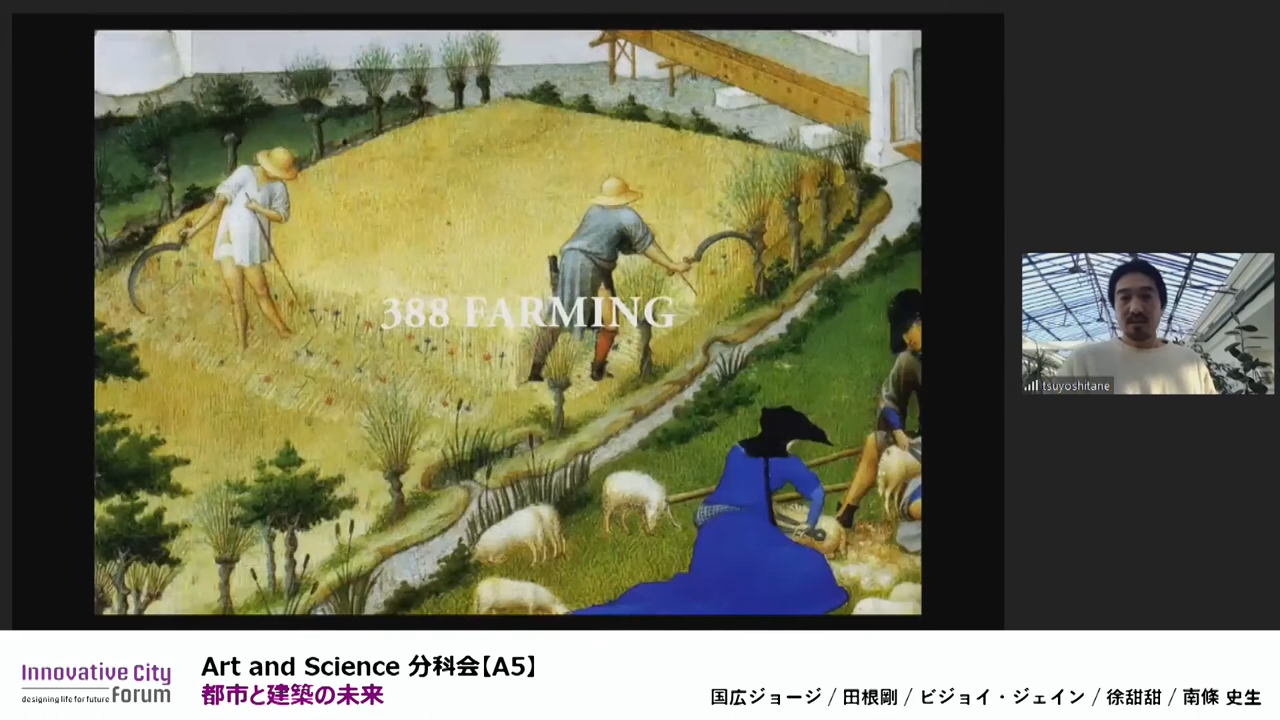 388 FARMING
tsuyoshitane
Innovative City
designing life for future Forum
Art and Science 分科会【A5】
都市と建築の未来
国広ジョージ / 田根剛 / ビジョイ・ジェイン / 徐甜甜 / 南條 史生